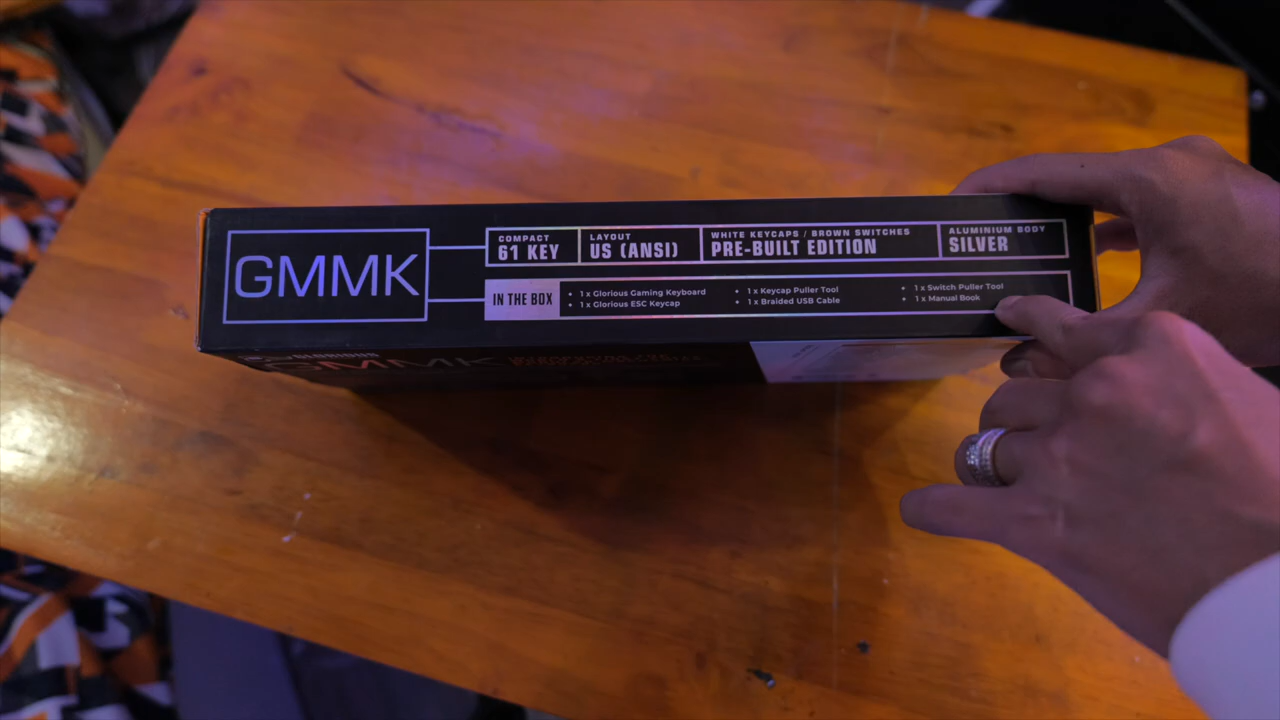 GMMK
COMPACT
61 KEY
LAYOUT
US (ANSI)
WHITE KEYCAPS / BROWN SWITCHES
PRE-BUILT EDITION
ALUMINIUM BODY
SILVER
IN THE BOX
• 1 x Glorious Gaming Keyboard
• 1 x Glorious ESC Keycap
• 1 x Keycap Puller Tool
• 1 x Braided USB Cable
• 1 x Switch Puller Tool
• 1 x Manual Book
GLORIOUS
GMMK